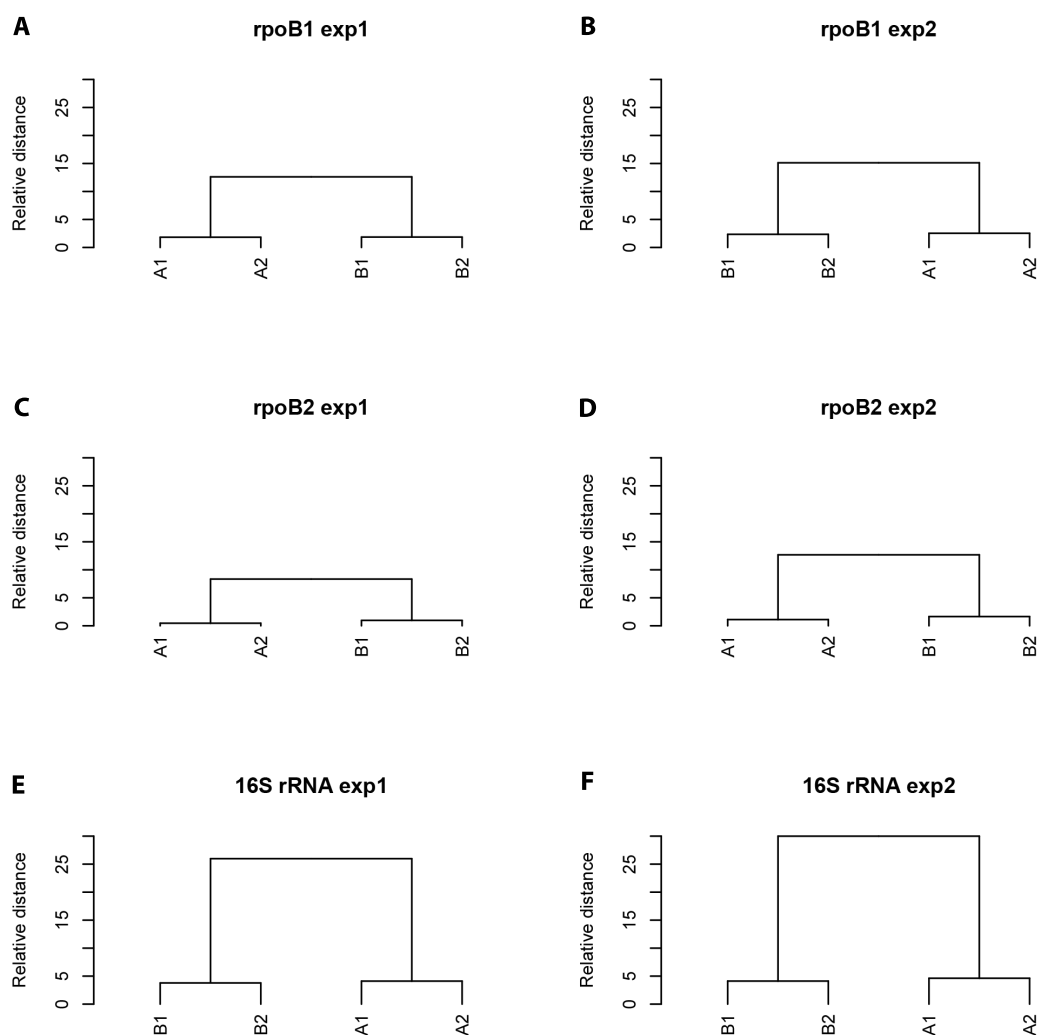 A
rpoB1 exp1
Relative distance
25
15
5
0
A1 A2 B1 B2
B
rpoB1 exp2
Relative distance
25
15
5
0
B1 B2 A1 A2
C
rpoB2 exp1
Relative distance
25
15
5
0
A1 A2 B1 B2
D
rpoB2 exp2
Relative distance
25
15
5
0
A1 A2 B1 B2
E
16S rRNA exp1
Relative distance
25
15
5
0
B1 B2 A1 A2
F
16S rRNA exp2
Relative distance
25
15
5
0
B1 B2 A1 A2